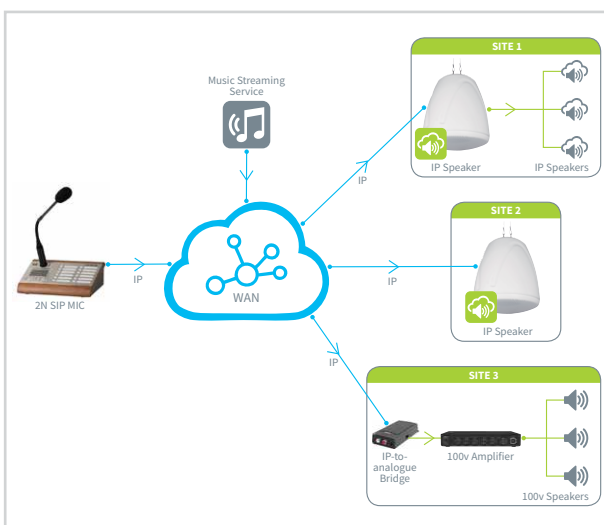 SITE 1
Music Streaming
Service
IP
IP Speaker
IP Speakers
SITE 2
2N SIP MIC
IP
WAN
IP
IP Speaker
IP
SITE 3
IP-to-
analogue
Bridge
100v Amplifier
100v Speakers